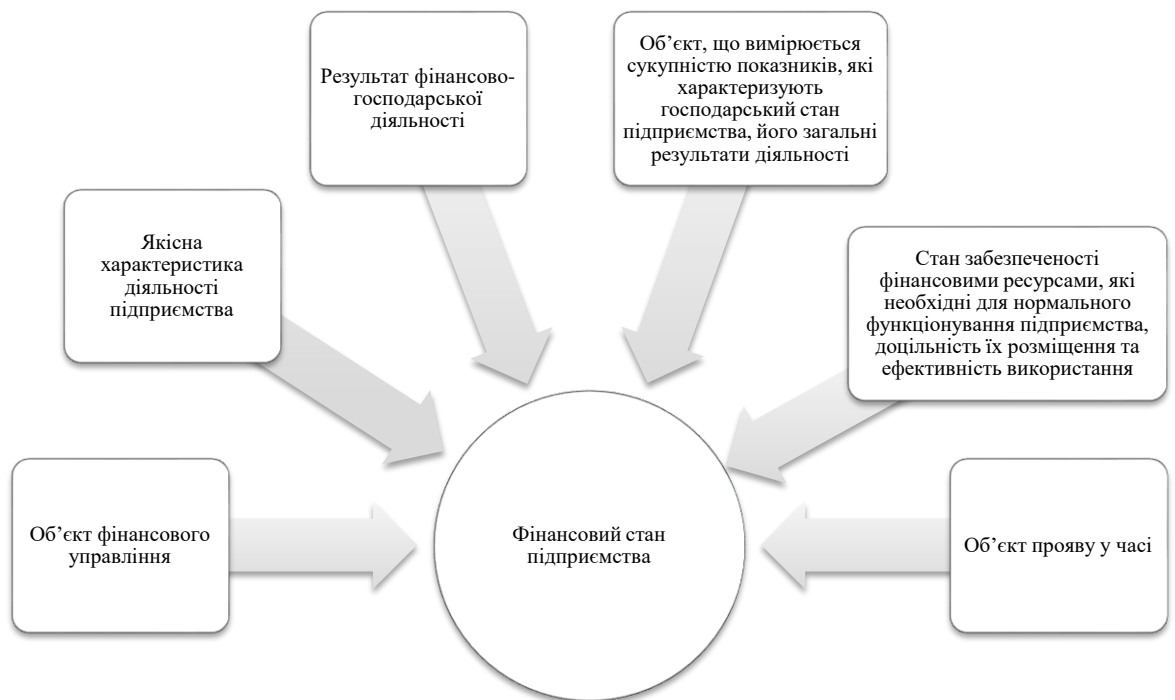 Результат фінансово-
господарської
діяльності
Об’єкт, що вимірюється
сукупністю показників, які
характеризують
господарський стан
підприємства, його загальні
результати діяльності
Якісна
характеристика
діяльності
підприємства
Стан забезпеченості
фінансовими ресурсами, які
необхідні для нормального
функціонування підприємства,
доцільність їх розміщення та
ефективність використання
Об’єкт фінансового
управління
Фінансовий стан
підприємства
Об’єкт прояву у часі